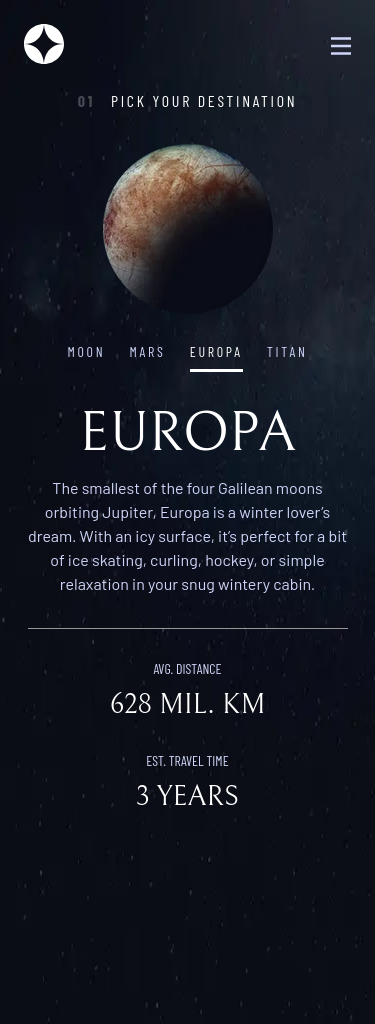 01 PICK YOUR DESTINATION
MOON MARS EUROPA TITAN
EUROPA
The smallest of the four Galilean moons
orbiting Jupiter, Europa is a winter lover’s
dream. With an icy surface, it’s perfect for a bit
of ice skating, curling, hockey, or simple
relaxation in your snug wintery cabin.
AVG. DISTANCE
628 MIL. KM
EST. TRAVEL TIME
3 YEARS